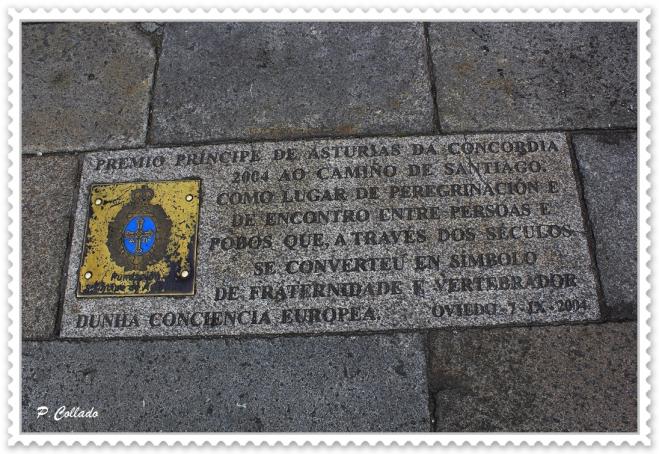 PREMIO PRÍNCIPE DE ASTURIAS DA CONCORDIA
2004 AO CAMIÑO DE SANTIAGO.
COMO LUGAR DE PEREGRINACIÓN E
DE ENCONTRO ENTRE PERSOAS E
POBOS QUE, A TRAVÉS DOS SÉCULOS
SE CONVERTEU EN SÍMBOLO
DE FRATERNIDADE E VERTEBRADOR
DUNHA CONCIENCIA EUROPEA. OVIEDO-7-IX-2004
P. Collado